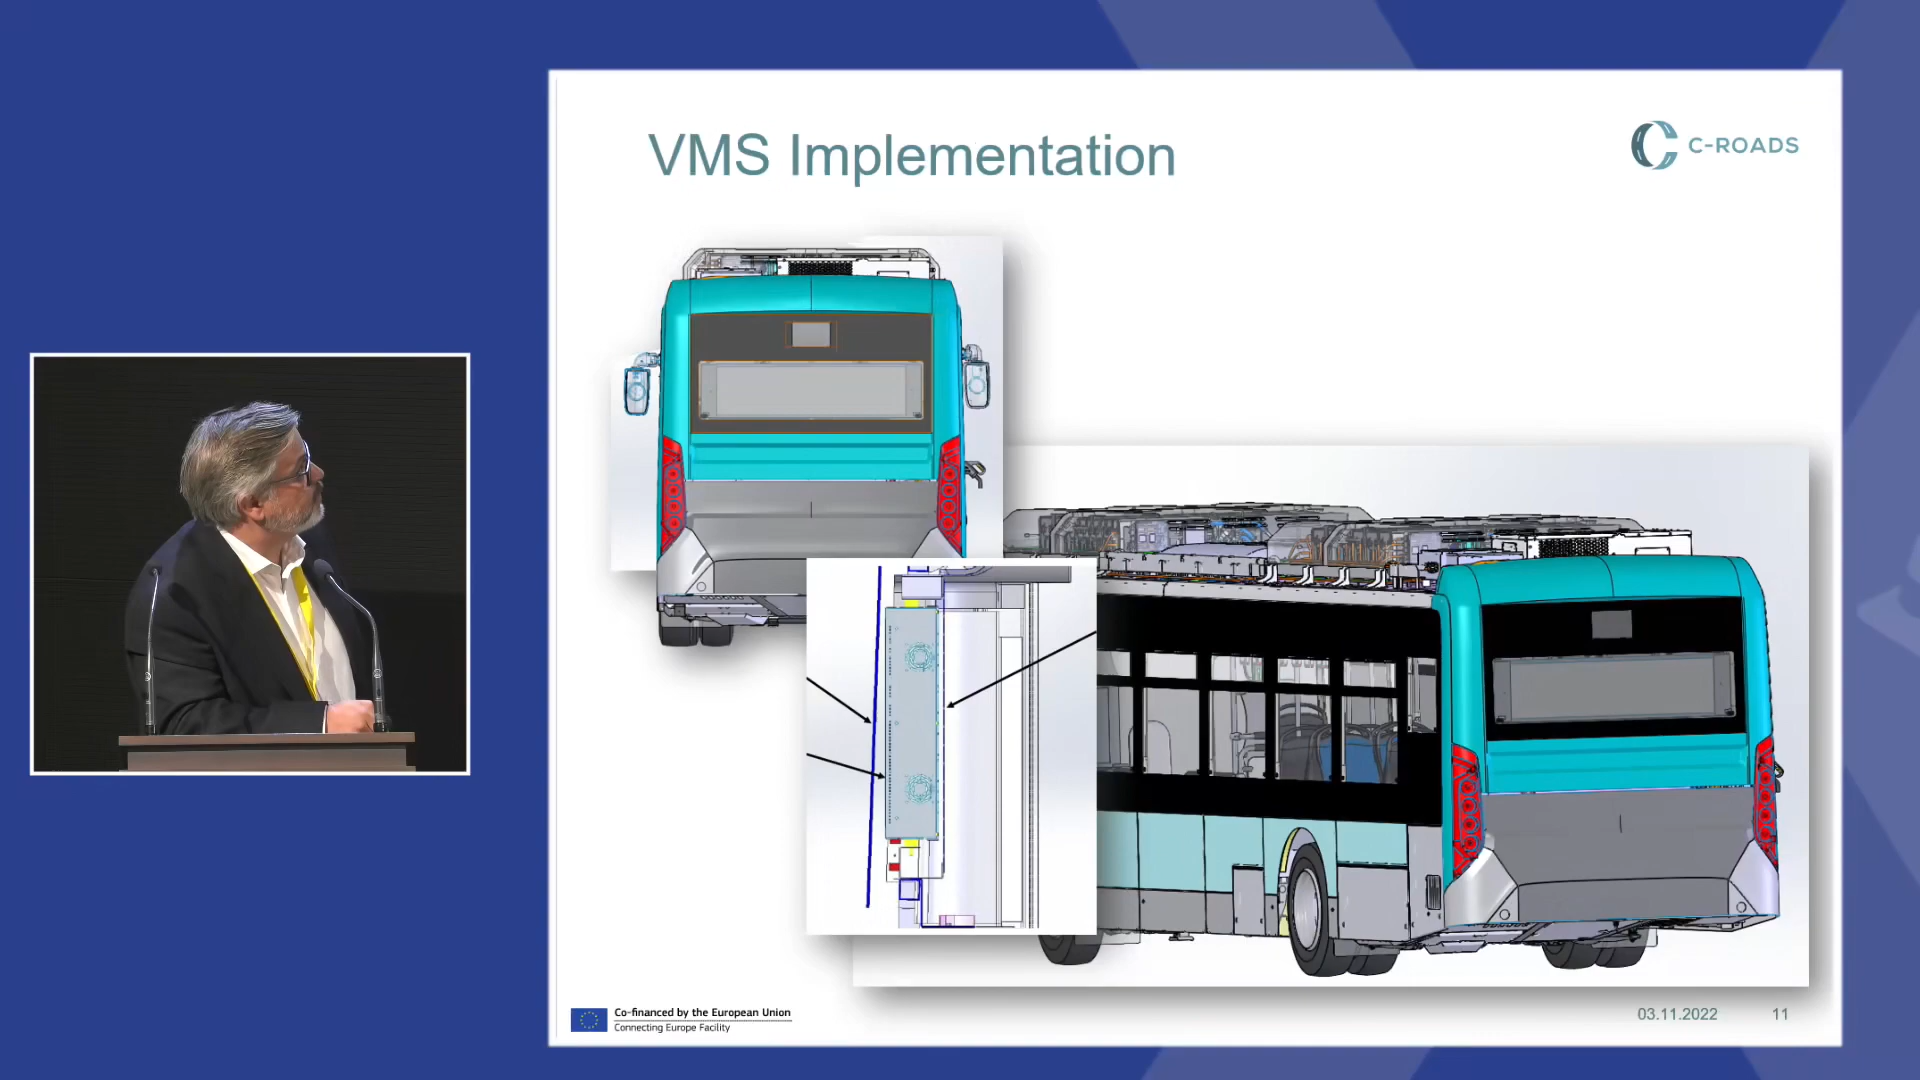 VMS Implementation
C-ROADS
Co-financed by the European Union
Connecting Europe Facility
03.11.2022
11